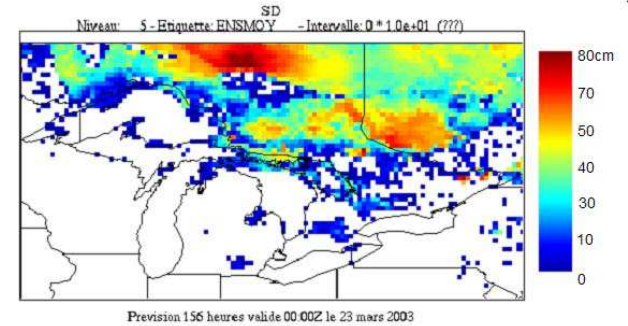 SD
Niveau: 5 - Etiquette: ENSMOY - Intervalle: 0 * 1.0e+01 (???)
80cm
70
50
40
30
10
0
Prevision 156 heures valide 00:00Z le 23 mars 2003